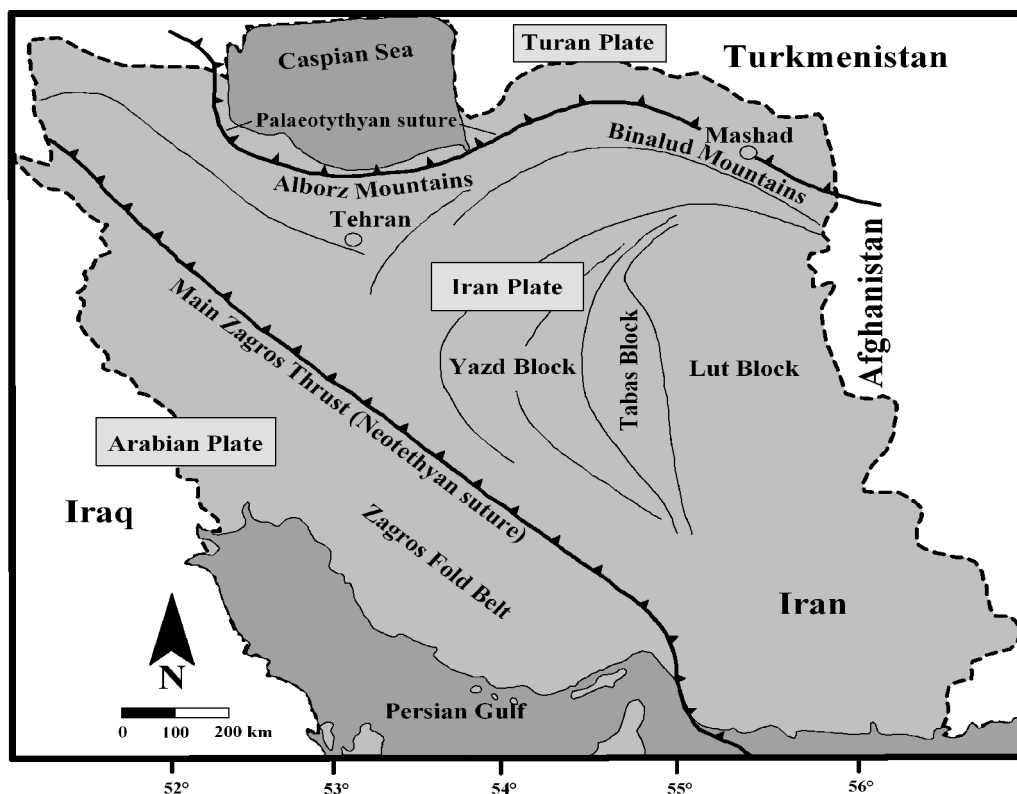 Turan Plate
Caspian Sea
Turkmenistan
Palaeotythyan suture
Mashad
Binalud Mountains
Alborz Mountains
Tehran
Afghanistan
Iran Plate
Main Zagros Thrust (Neotethyan suture)
Yazd Block
Tabas Block
Lut Block
Arabian Plate
Iraq
Zagros Fold Belt
Iran
N
Persian Gulf
0 100 200 km
52° 53° 54° 55° 56°